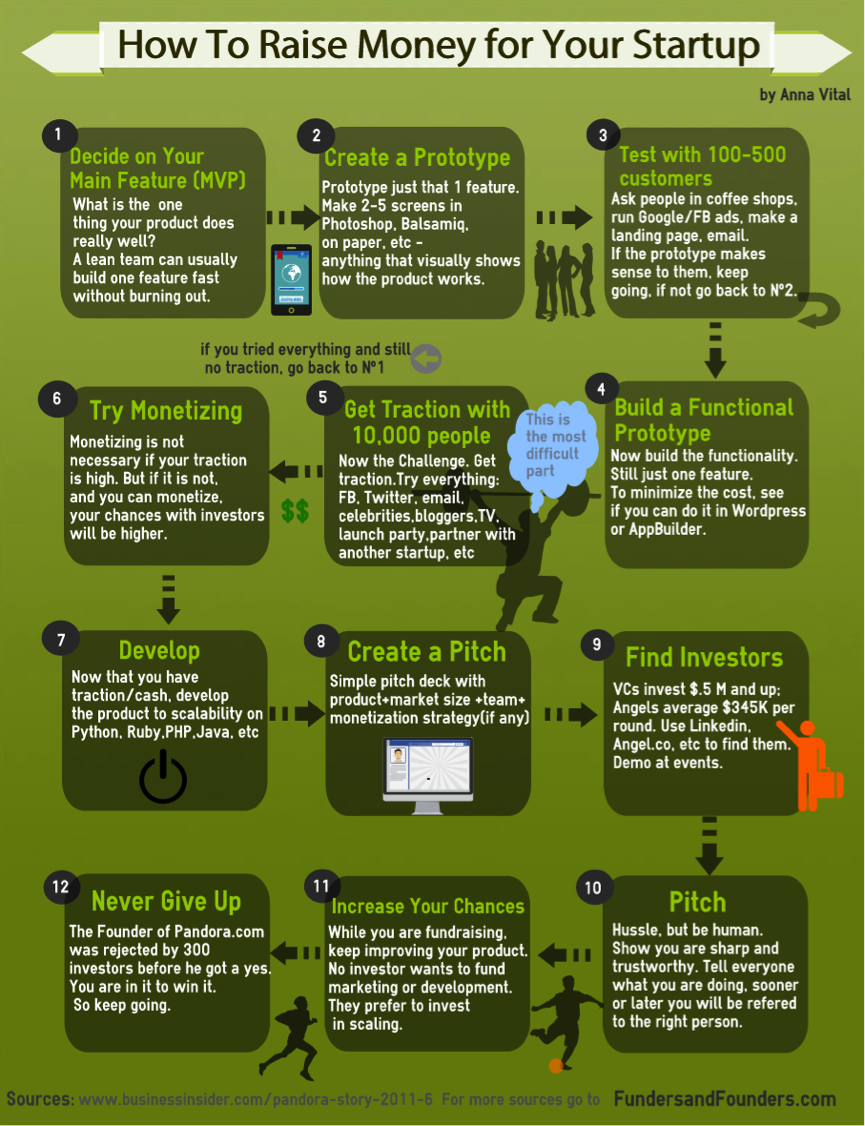 How To Raise Money for Your Startup
by Anna Vital
1
Decide on Your
Main Feature (MVP)
What is the one
thing your product does
really well?
A lean team can usually
build one feature fast
without burning out.
2
Create a Prototype
Prototype just that 1 feature.
Make 2-5 screens in
Photoshop, Balsamiq,
on paper, etc -
anything that visually shows
how the product works.
3
Test with 100-500
customers
Ask people in coffee shops,
run Google/FB ads, make a
landing page, email.
If the prototype makes
sense to them, keep
going, if not go back to Nº2.
4
Build a Functional
Prototype
Now build the functionality.
Still just one feature.
To minimize the cost, see
if you can do it in Wordpress
or AppBuilder.
5
Get Traction with
10,000 people
Now the Challenge. Get
traction.Try everything:
FB, Twitter, email,
celebrities,bloggers,TV,
launch party,partner with
another startup, etc
This is
the most
difficult
part
if you tried everything and still
no traction, go back to Nº1
6
Try Monetizing
Monetizing is not
necessary if your traction
is high. But if it is not,
and you can monetize,
your chances with investors
will be higher.
$$
7
Develop
Now that you have
traction/cash, develop
the product to scalability on
Python, Ruby,PHP,Java, etc
8
Create a Pitch
Simple pitch deck with
product+market size +team+
monetization strategy(if any)
9
Find Investors
VCs invest $.5 M and up;
Angels average $345K per
round. Use Linkedin,
Angel.co, etc to find them.
Demo at events.
10
Pitch
Hussle, but be human.
Show you are sharp and
trustworthy. Tell everyone
what you are doing, sooner
or later you will be refered
to the right person.
11
Increase Your Chances
While you are fundraising,
keep improving your product.
No investor wants to fund
marketing or development.
They prefer to invest
in scaling.
12
Never Give Up
The Founder of Pandora.com
was rejected by 300
investors before he got a yes.
You are in it to win it.
So keep going.
Sources: www.businessinsider.com/pandora-story-2011-6 For more sources go to FundersandFounders.com